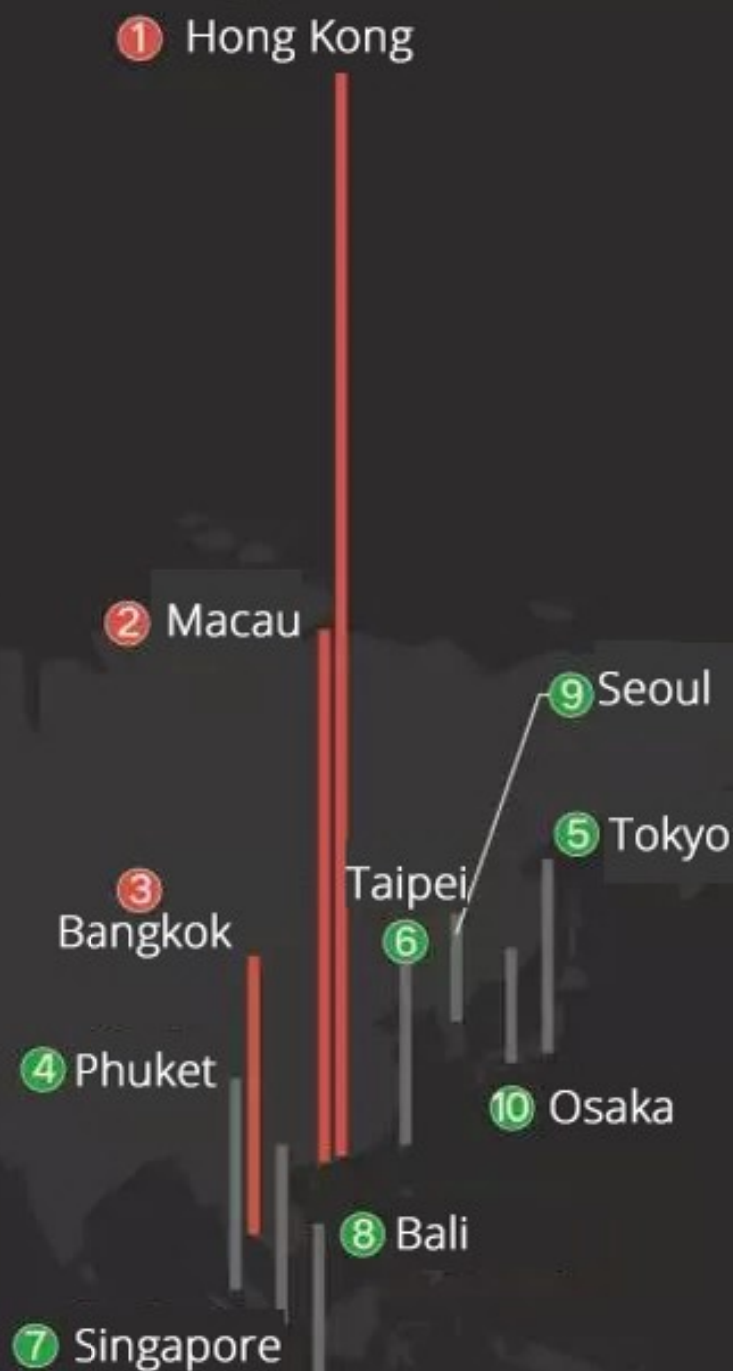 1 Hong Kong
2 Macau
9 Seoul
5 Tokyo
3
Bangkok
Taipei
6
4 Phuket
10 Osaka
8 Bali
7 Singapore